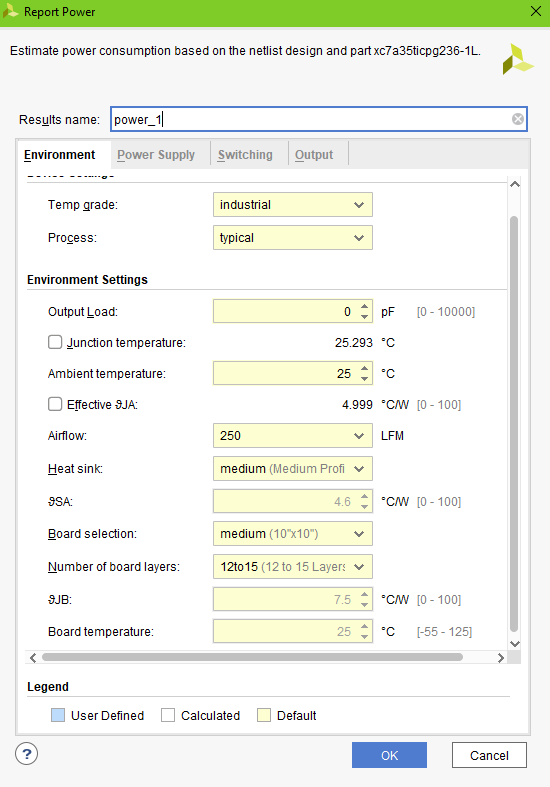 Report Power
Estimate power consumption based on the netlist design and part xc7a35ticpg236-1L.
Results name: power_1
Environment Power Supply Switching Output
Temp grade: industrial
Process: typical
Environment Settings
Output Load: 0 pF [0 - 10000]
Junction temperature: 25.293 °C
Ambient temperature: 25 °C
Effective ϑJA: 4.999 °C/W [0 - 100]
Airflow: 250 LFM
Heat sink: medium (Medium Profi
ϑSA: 4.6 °C/W [0 - 100]
Board selection: medium (10"x10")
Number of board layers: 12to15 (12 to 15 Layers
ϑJB: 7.5 °C/W [0 - 100]
Board temperature: 25 °C [-55 - 125]
Legend
User Defined Calculated Default
? OK Cancel